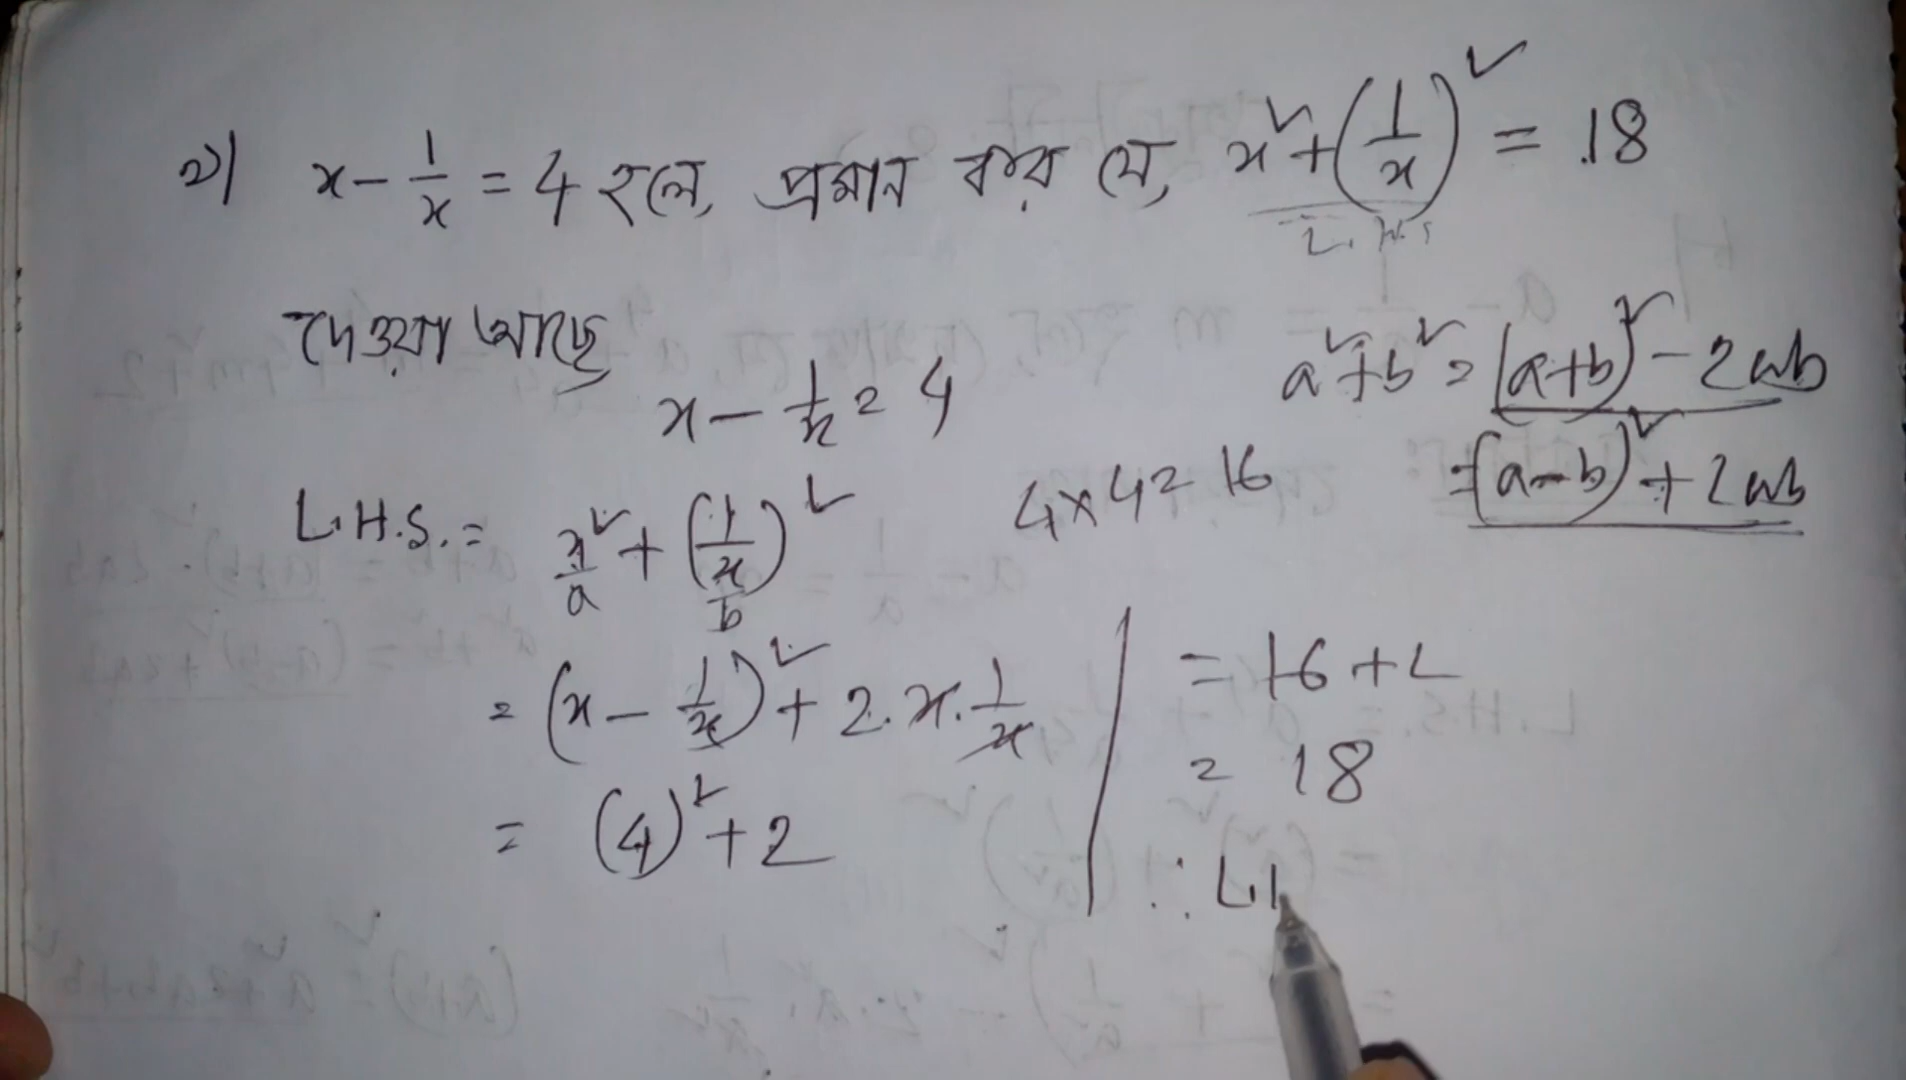 ২) x - 1/x = 4 হলে, প্রমান কর যে, x² + (1/x)² = 18
L.H.S
দেওয়া আছে
x - 1/x = 4
a² + b² = (a+b)² - 2ab
= (a-b)² + 2ab
4 × 4 = 16
L.H.S. = x² + (1/x)²
a b
= (x - 1/x)² + 2.x.1/x
= (4)² + 2
= 16 + 2
= 18
∴ L.H